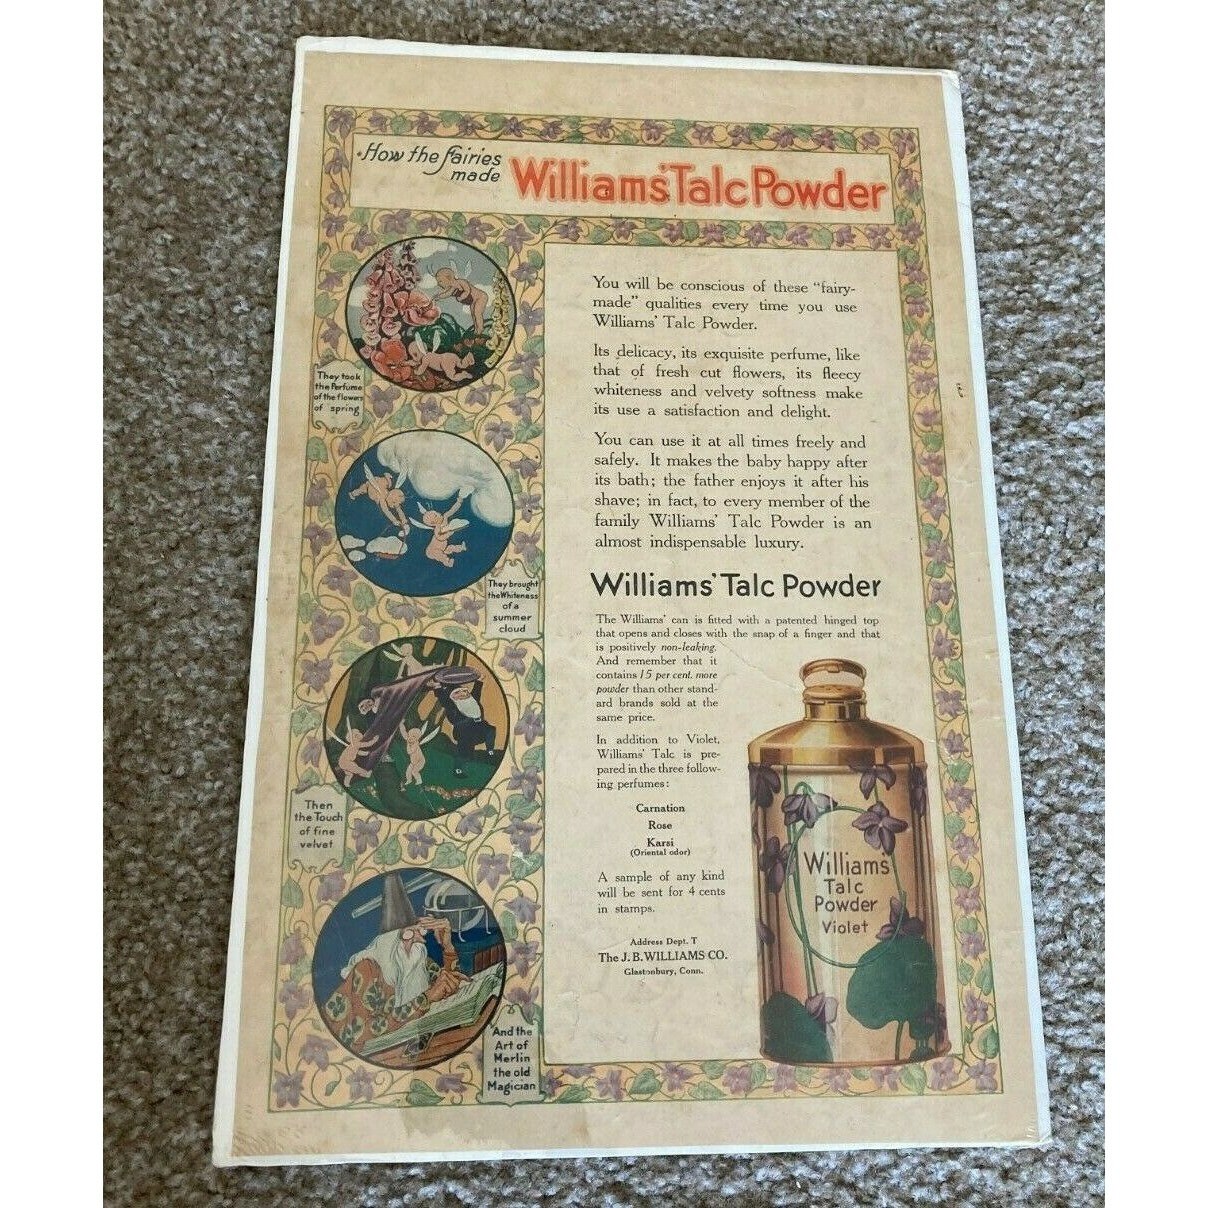 How the fairies
made
Williams' Talc Powder
They took
the Perfume
of the flowers
of spring
They brought
the Whiteness
of a
summer
cloud
Then
the Touch
of fine
velvet
And the
Art of
Merlin
the old
Magician
You will be conscious of these "fairy-
made" qualities every time you use
Williams' Talc Powder.
Its delicacy, its exquisite perfume, like
that of fresh cut flowers, its fleecy
whiteness and velvety softness make
its use a satisfaction and delight.
You can use it at all times freely and
safely. It makes the baby happy after
its bath; the father enjoys it after his
shave; in fact, to every member of the
family Williams' Talc Powder is an
almost indispensable luxury.
Williams' Talc Powder
The Williams' can is fitted with a patented hinged top
that opens and closes with the snap of a finger and that
is positively non-leaking.
And remember that it
contains 15 per cent. more
powder than other stand-
ard brands sold at the
same price.
In addition to Violet,
Williams' Talc is pre-
pared in the three follow-
ing perfumes:
Carnation
Rose
Karsi
(Oriental odor)
A sample of any kind
will be sent for 4 cents
in stamps.
Address Dept. T
The J. B. WILLIAMS CO.
Glastonbury, Conn.
Williams
Talc
Powder
Violet